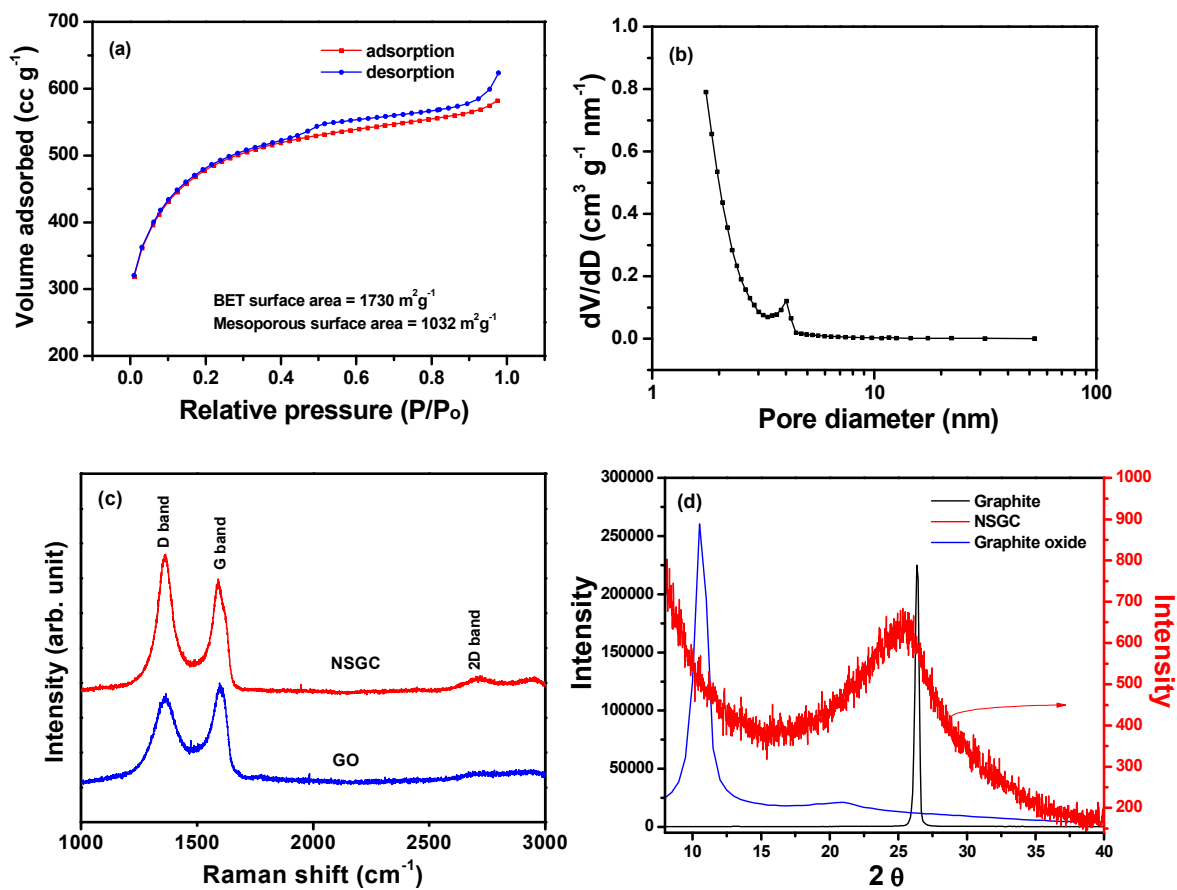 (a)
adsorption
desorption
BET surface area = 1730 m²g⁻¹
Mesoporous surface area = 1032 m²g⁻¹
700
600
500
400
300
200
0.0 0.2 0.4 0.6 0.8 1.0
Volume adsorbed (cc g⁻¹)
Relative pressure (P/Po)
(b)
1.0
0.8
0.6
0.4
0.2
0.0
1 10 100
dV/dD (cm³ g⁻¹ nm⁻¹)
Pore diameter (nm)
(c)
D band
G band
2D band
NSGC
GO
1000 1500 2000 2500 3000
Intensity (arb. unit)
Raman shift (cm⁻¹)
(d)
Graphite
NSGC
Graphite oxide
300000
250000
200000
150000
100000
50000
0
1000
900
800
700
600
500
400
300
200
10 15 20 25 30 35 40
Intensity
Intensity
2 θ